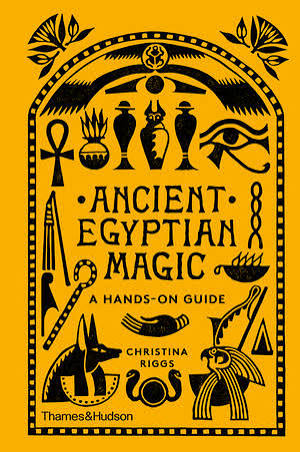 ·ANCIENT·
EGYPTIAN
MAGIC
A HANDS-ON GUIDE
CHRISTINA
RIGGS
Thames&Hudson